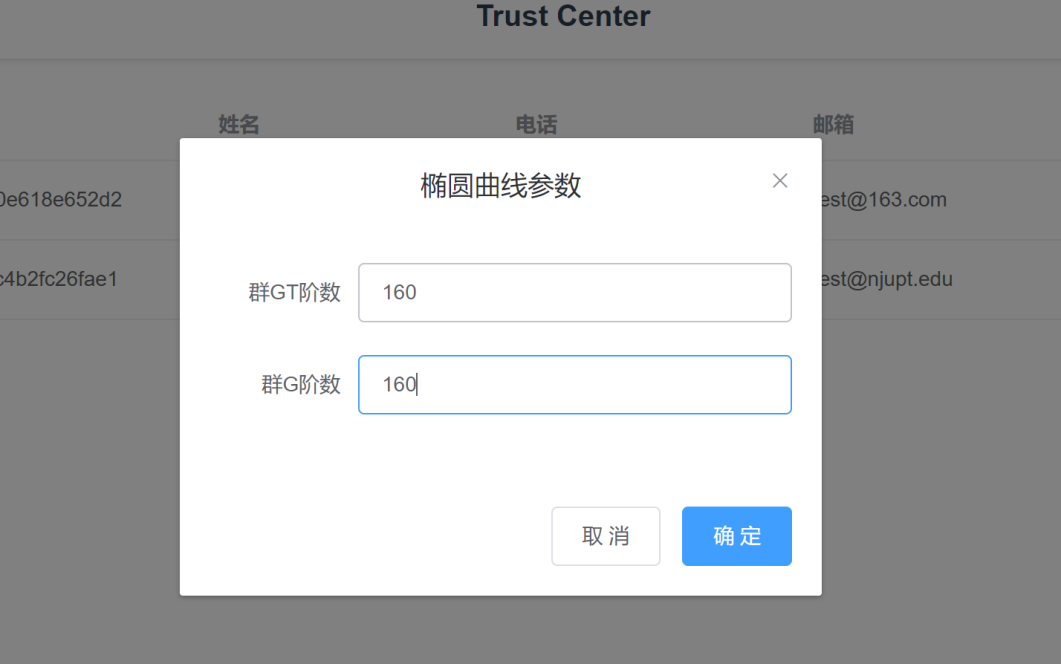 Trust Center
姓名 电话 邮箱
椭圆曲线参数
0e618e652d2 est@163.com
c4b2fc26fae1 est@njupt.edu
群GT阶数 160
群G阶数 160
取 消 确 定